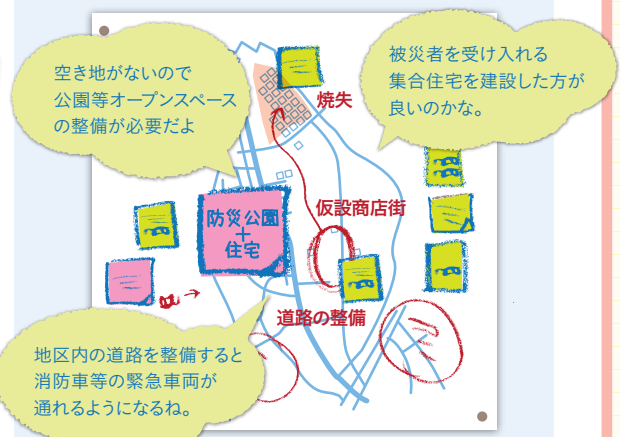 空き地がないので
公園等オープンスペース
の整備が必要だよ
被災者を受け入れる
集合住宅を建設した方が
良いのかな。
焼失
防災公園
+
住宅
仮設商店街
道路の整備
地区内の道路を整備すると
消防車等の緊急車両が
通れるようになるね。